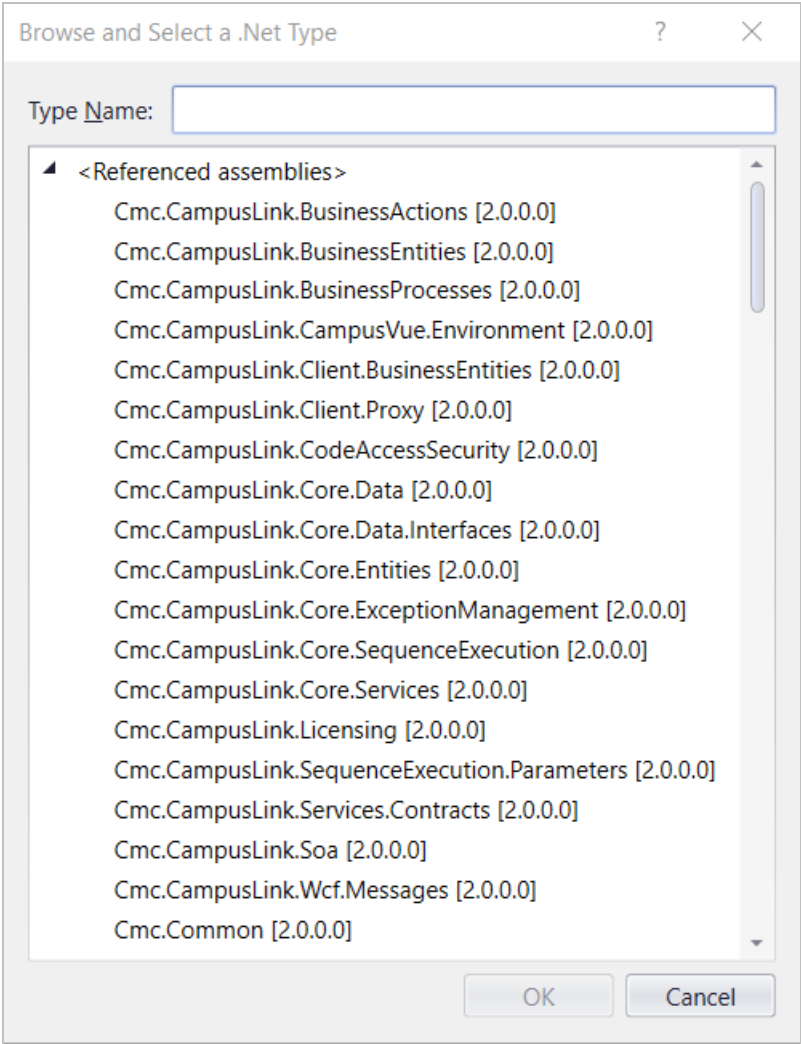 Browse and Select a .Net Type ?
Type Name:
<Referenced assemblies>
Cmc.CampusLink.BusinessActions [2.0.0.0]
Cmc.CampusLink.BusinessEntities [2.0.0.0]
Cmc.CampusLink.BusinessProcesses [2.0.0.0]
Cmc.CampusLink.CampusVue.Environment [2.0.0.0]
Cmc.CampusLink.Client.BusinessEntities [2.0.0.0]
Cmc.CampusLink.Client.Proxy [2.0.0.0]
Cmc.CampusLink.CodeAccessSecurity [2.0.0.0]
Cmc.CampusLink.Core.Data [2.0.0.0]
Cmc.CampusLink.Core.Data.Interfaces [2.0.0.0]
Cmc.CampusLink.Core.Entities [2.0.0.0]
Cmc.CampusLink.Core.ExceptionManagement [2.0.0.0]
Cmc.CampusLink.Core.SequenceExecution [2.0.0.0]
Cmc.CampusLink.Core.Services [2.0.0.0]
Cmc.CampusLink.Licensing [2.0.0.0]
Cmc.CampusLink.SequenceExecution.Parameters [2.0.0.0]
Cmc.CampusLink.Services.Contracts [2.0.0.0]
Cmc.CampusLink.Soa [2.0.0.0]
Cmc.CampusLink.Wcf.Messages [2.0.0.0]
Cmc.Common [2.0.0.0]
OK Cancel